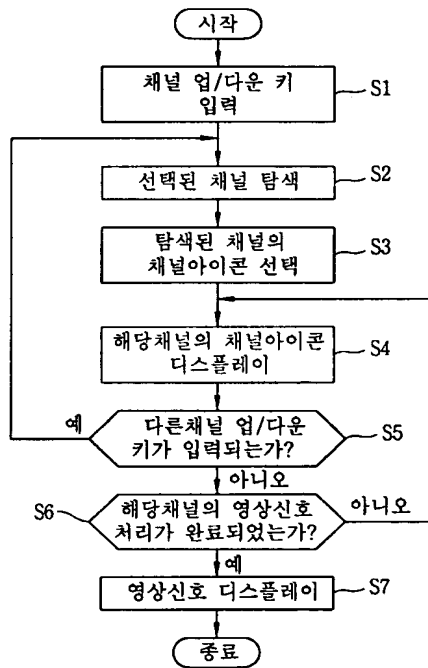 시작
채널 업/다운 키
입력
S1
선택된 채널 탐색
S2
탐색된 채널의
채널아이콘 선택
S3
해당채널의 채널아이콘
디스플레이
S4
예
다른채널 업/다운
키가 입력되는가?
S5
아니오
S6
해당채널의 영상신호
처리가 완료되었는가?
아니오
예
영상신호 디스플레이
S7
종료